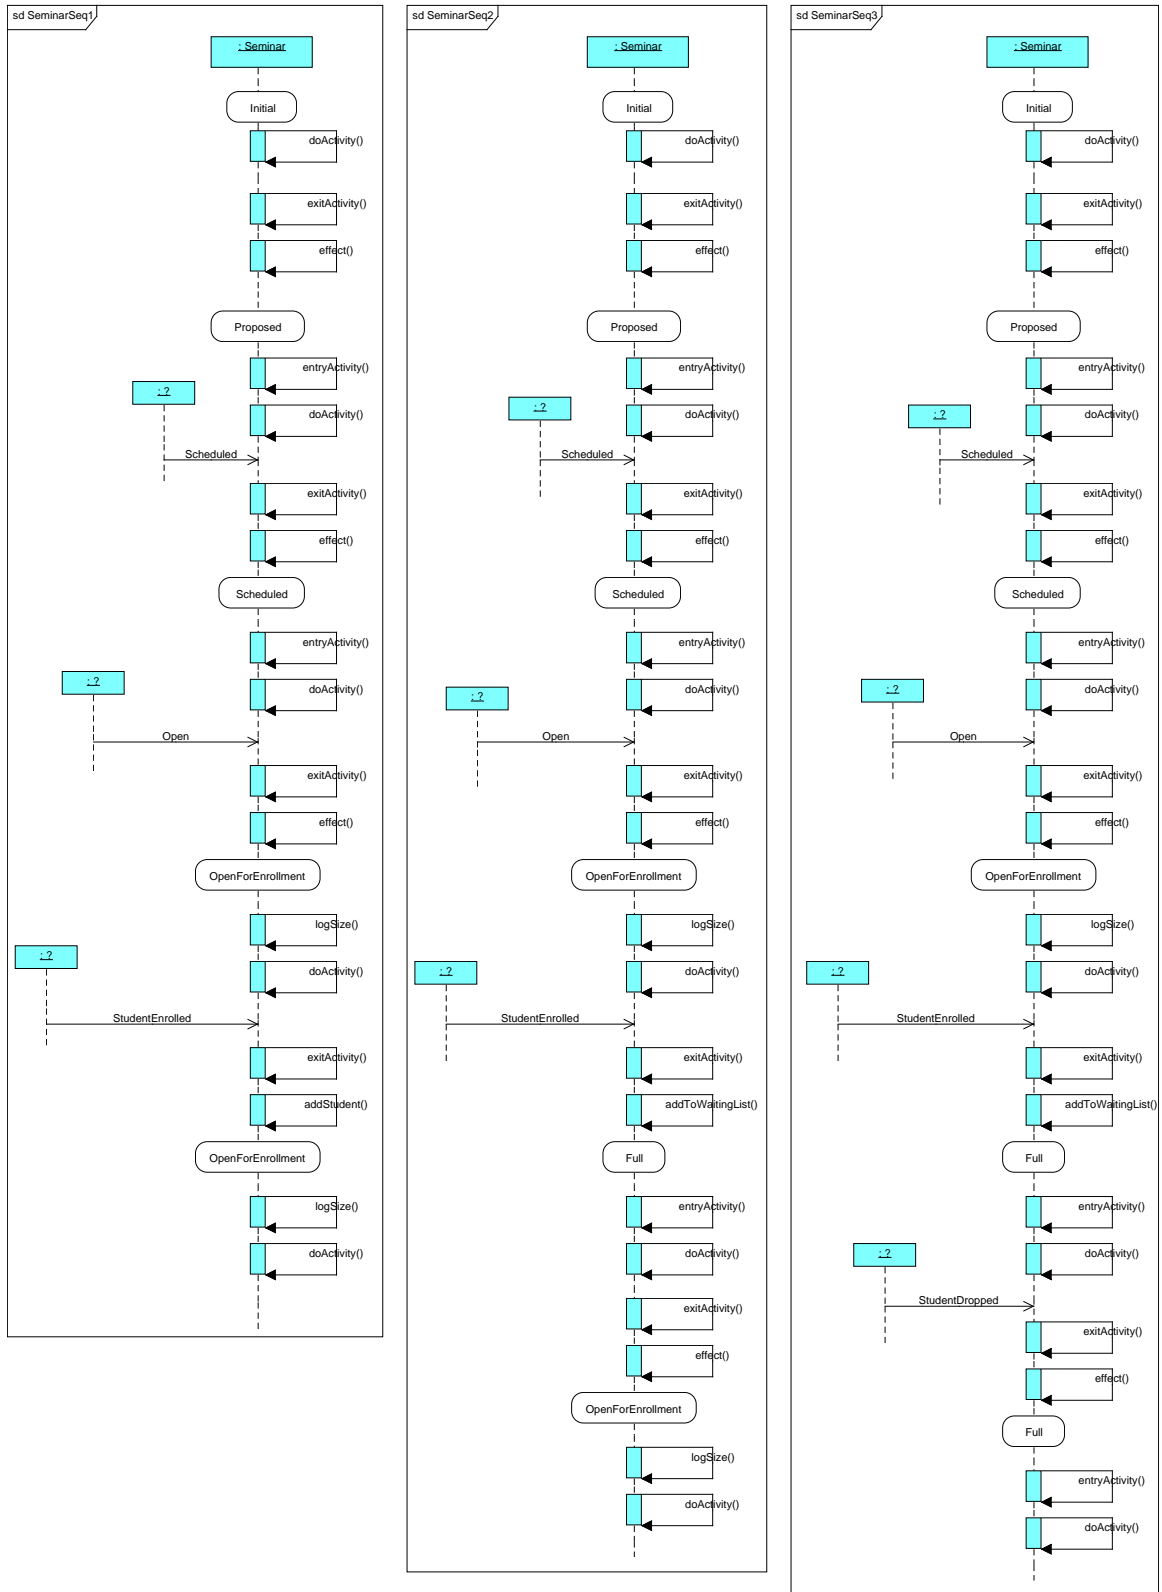 sd SeminarSeq1
: Seminar
Initial
doActivity()
exitActivity()
effect()
Proposed
entryActivity()
: ?
doActivity()
Scheduled
exitActivity()
effect()
Scheduled
entryActivity()
: ?
doActivity()
Open
exitActivity()
effect()
OpenForEnrollment
logSize()
: ?
doActivity()
StudentEnrolled
exitActivity()
addStudent()
OpenForEnrollment
logSize()
doActivity()
sd SeminarSeq2
: Seminar
Initial
doActivity()
exitActivity()
effect()
Proposed
entryActivity()
: ?
doActivity()
Scheduled
exitActivity()
effect()
Scheduled
entryActivity()
: ?
doActivity()
Open
exitActivity()
effect()
OpenForEnrollment
logSize()
: ?
doActivity()
StudentEnrolled
exitActivity()
addToWaitingList()
Full
entryActivity()
doActivity()
exitActivity()
effect()
OpenForEnrollment
logSize()
doActivity()
sd SeminarSeq3
: Seminar
Initial
doActivity()
exitActivity()
effect()
Proposed
entryActivity()
: ?
doActivity()
Scheduled
exitActivity()
effect()
Scheduled
entryActivity()
: ?
doActivity()
Open
exitActivity()
effect()
OpenForEnrollment
logSize()
: ?
doActivity()
StudentEnrolled
exitActivity()
addToWaitingList()
Full
entryActivity()
: ?
doActivity()
StudentDropped
exitActivity()
effect()
Full
entryActivity()
doActivity()